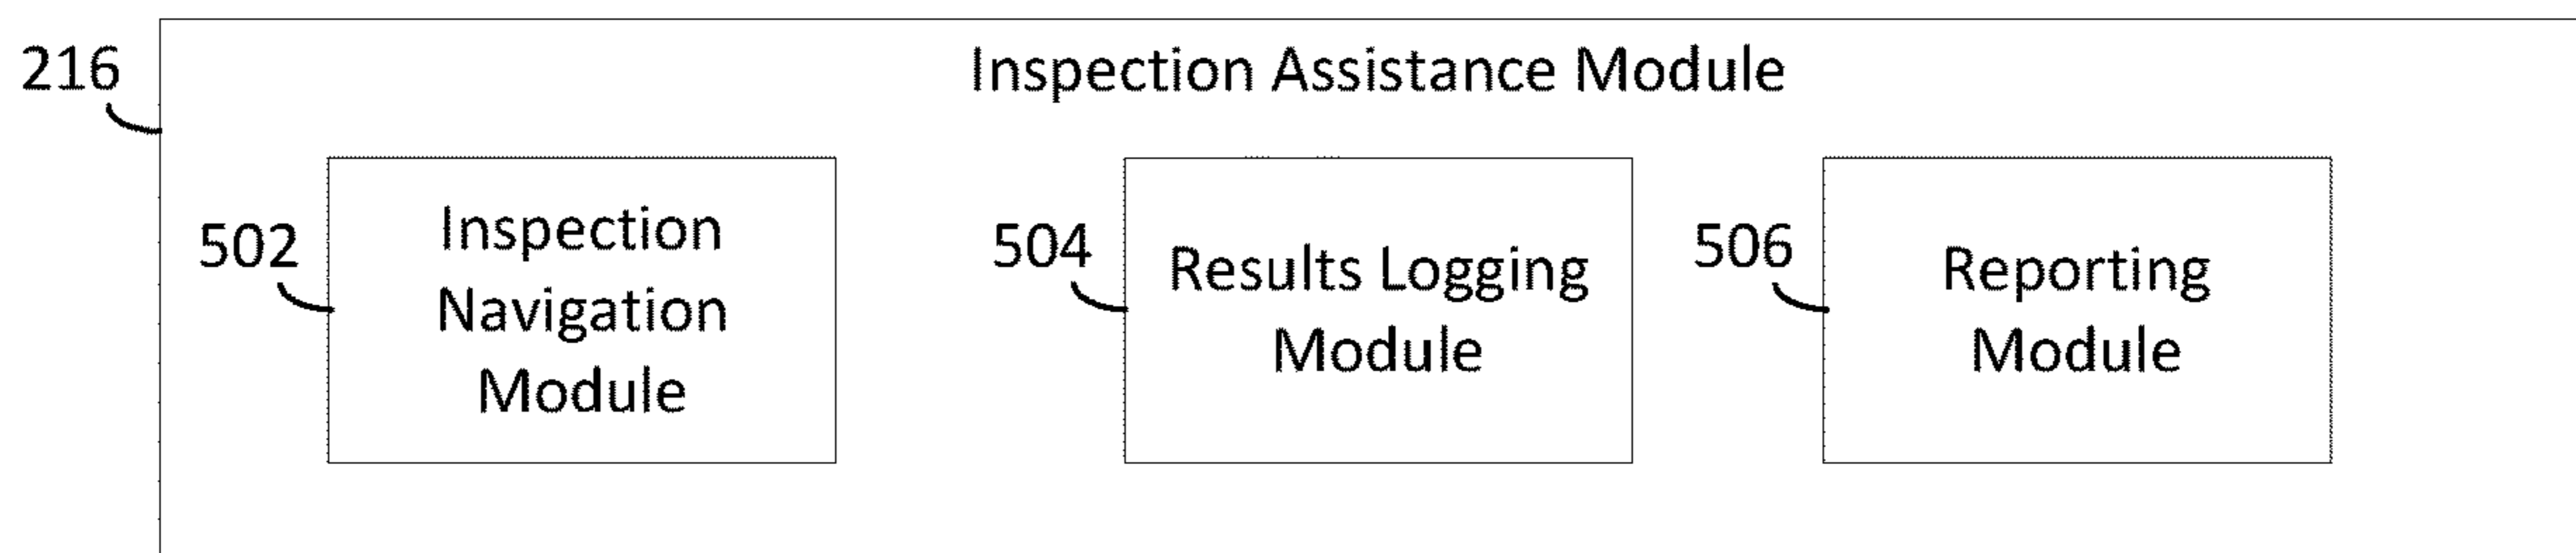 216
Inspection Assistance Module
502
Inspection
Navigation
Module
504
Results Logging
Module
506
Reporting
Module